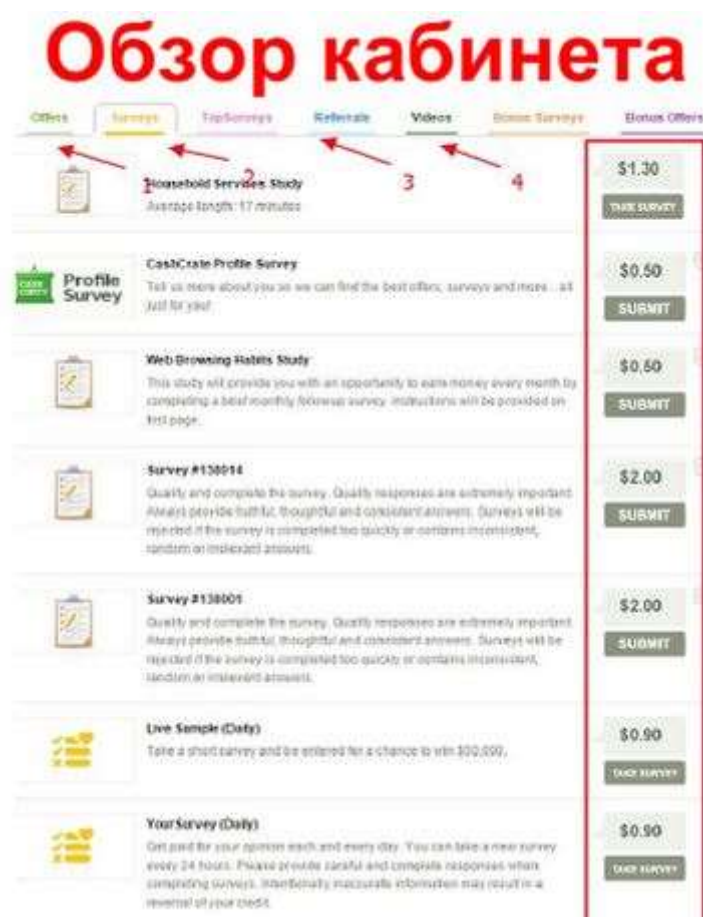 Обзор кабинета
Offers Surveys TopSurveys Referrals Videos Bonus Surveys Bonus Offers
1 2 3 4
Household Services Study
Average length: 17 minutes
$1.30
TAKE SURVEY
Profile
Survey
CashCrate Profile Survey
Tell us more about you so we can find the best offers, surveys and more... all
just for you!
$0.50
SUBMIT
Web Browsing Habits Study
This study will provide you with an opportunity to earn money every month by
completing a brief monthly followup survey. Instructions will be provided on
first page.
$0.50
SUBMIT
Survey #138014
Qualify and complete the survey. Quality responses are extremely important.
Always provide truthful, thoughtful and consistent answers. Surveys will be
rejected if the survey is completed too quickly or contains inconsistent,
random or irrelevant answers.
$2.00
SUBMIT
Survey #138001
Qualify and complete the survey. Quality responses are extremely important.
Always provide truthful, thoughtful and consistent answers. Surveys will be
rejected if the survey is completed too quickly or contains inconsistent,
random or irrelevant answers.
$2.00
SUBMIT
Live Sample (Daily)
Take a short survey and be entered for a chance to win
$0.90
TAKE SURVEY
YourSurvey (Daily)
Get paid for your opinion each and every day. You can take a new survey
every 24 hours. Please provide careful and complete responses when
completing surveys. Intentionally inaccurate information may result in a
reversal of your credit.
$0.90
TAKE SURVEY